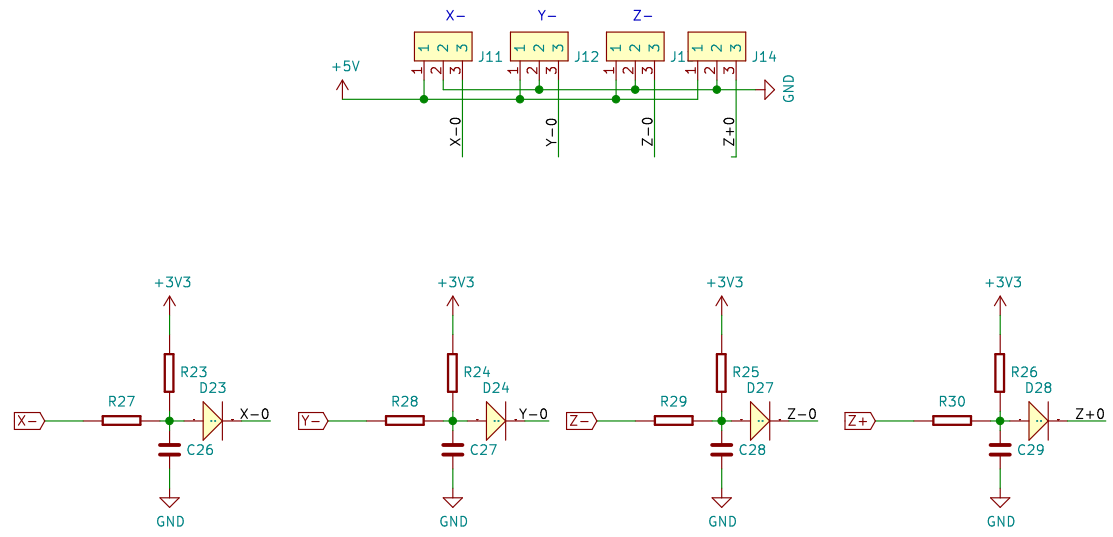 X- Y- Z-
1 2 3 1 2 3 1 2 3 1 2 3
J11 J12 J1 J14
+5V 1 2 3 1 2 3 1 2 3 1 2 3
GND
X-0 Y-0 Z-0 Z+0
+3V3 +3V3 +3V3 +3V3
R23 R24 R25 R26
D23 D24 D27 D28
R27 R28 R29 R30
X- X-0 Y- Y-0 Z- Z-0 Z+ Z+0
C26 C27 C28 C29
GND GND GND GND